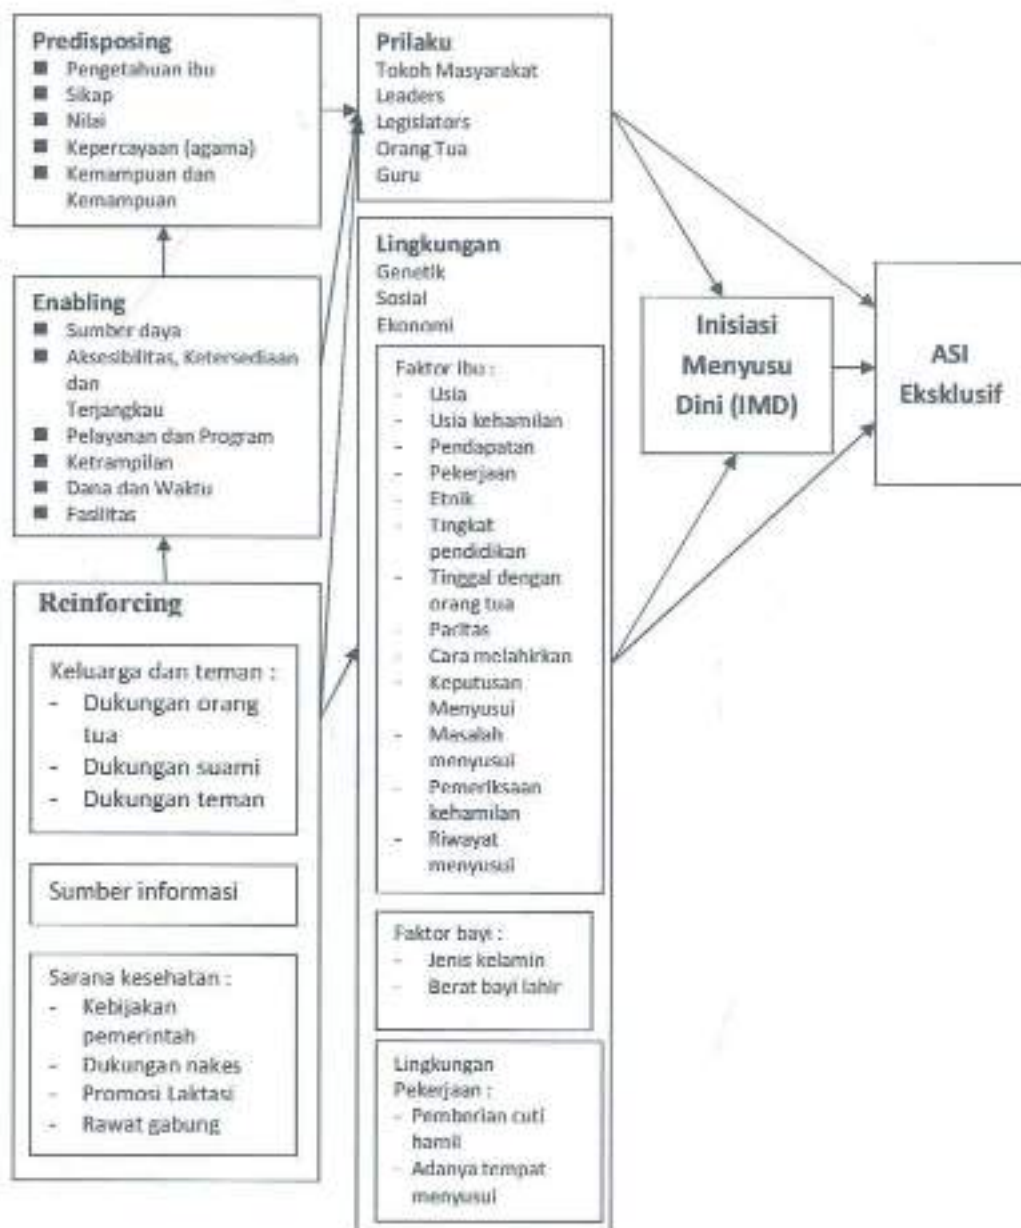 Predisposing
■ Pengetahuan ibu
■ Sikap
■ Nilai
■ Kepercayaan (agama)
■ Kemampuan dan
Kemampuan
Enabling
■ Sumber daya
■ Aksesibilitas, Ketersediaan
dan
Terjangkau
■ Pelayanan dan Program
■ Ketrampilan
■ Dana dan Waktu
■ Fasilitas
Reinforcing
Keluarga dan teman :
- Dukungan orang
tua
- Dukungan suami
- Dukungan teman
Sumber informasi
Sarana kesehatan :
- Kebijakan
pemerintah
- Dukungan nakes
- Promosi Laktasi
- Rawat gabung
Prilaku
Tokoh Masyarakat
Leaders
Legislators
Orang Tua
Guru
Lingkungan
Genetik
Sosial
Ekonomi
Faktor ibu :
- Usia
- Usia kehamilan
- Pendapatan
- Pekerjaan
- Etnik
- Tingkat
pendidikan
- Tinggal dengan
orang tua
- Paritas
- Cara melahirkan
- Keputusan
Menyusui
- Masalah
menyusui
- Pemeriksaan
kehamilan
- Riwayat
menyusui
Faktor bayi :
- Jenis kelamin
- Berat bayi lahir
Lingkungan
Pekerjaan :
- Pemberian cuti
hamil
- Adanya tempat
menyusui
Inisiasi
Menyusu
Dini (IMD)
ASI
Eksklusif